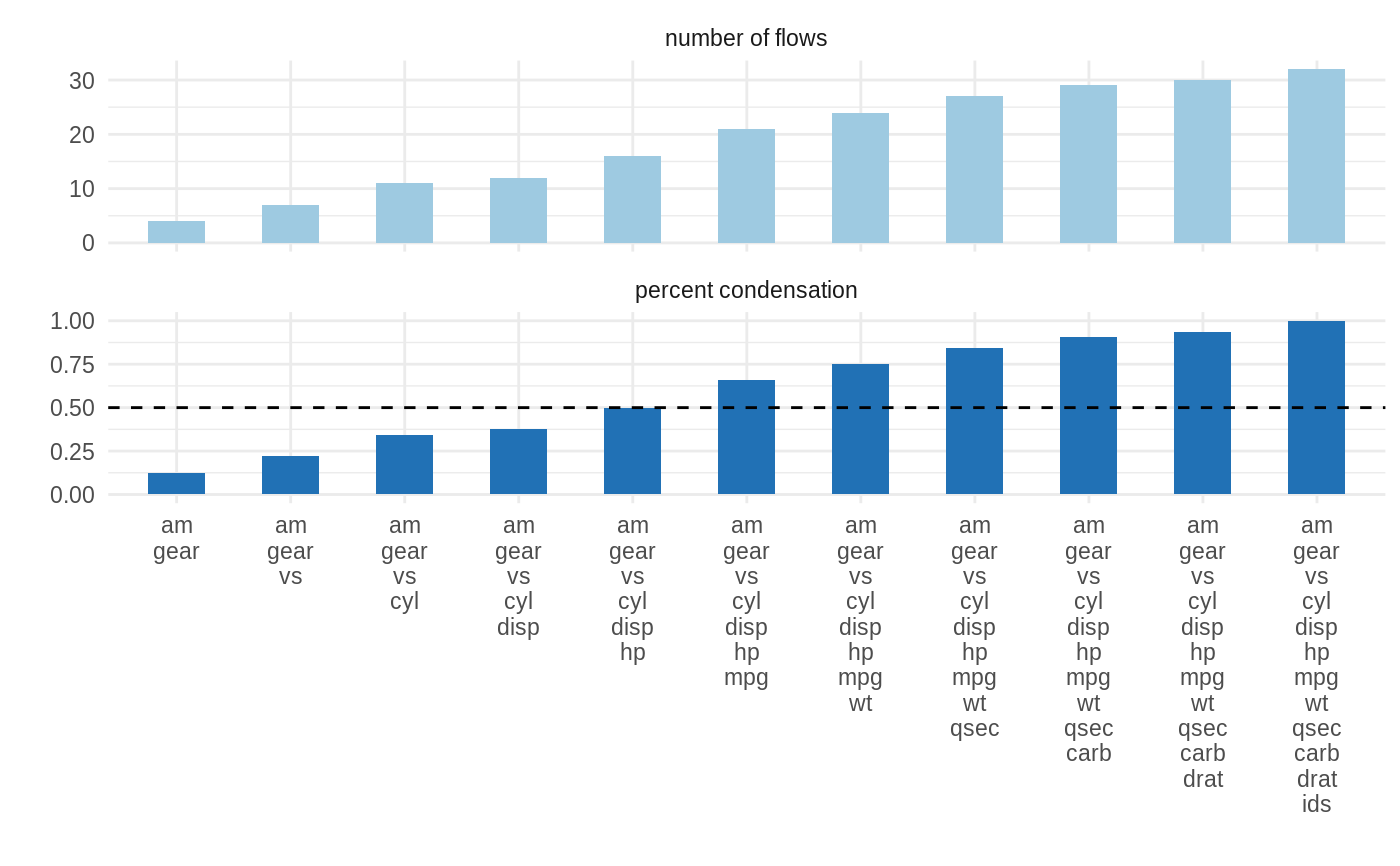 number of flows
30
20
10
0
percent condensation
1.00
0.75
0.50
0.25
0.00
am am am am am am am am am am am
gear gear gear gear gear gear gear gear gear gear gear
vs vs vs vs vs vs vs vs vs vs
cyl cyl cyl cyl cyl cyl cyl cyl cyl
disp disp disp disp disp disp disp disp
hp hp hp hp hp hp hp
mpg mpg mpg mpg mpg mpg
wt wt wt wt wt
qsec qsec qsec qsec
carb carb carb
drat drat
ids